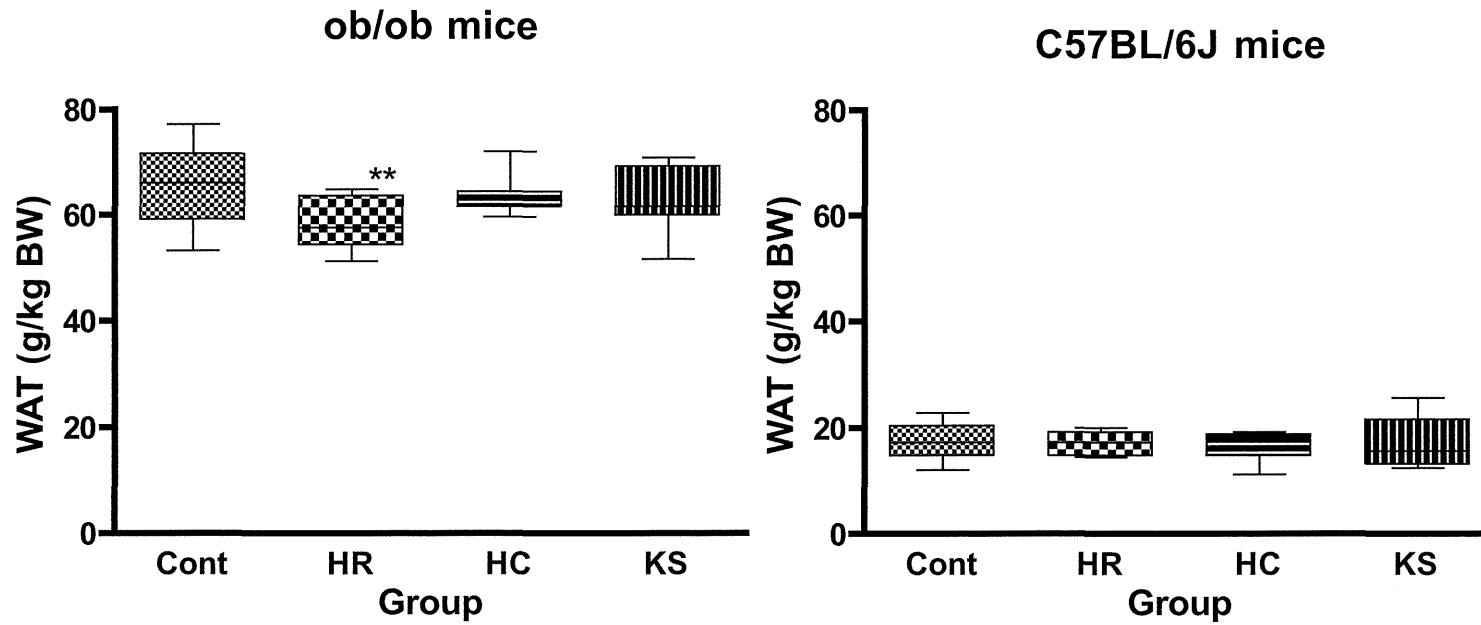 ob/ob mice
WAT (g/kg BW)
80
60
40
20
0
**
Cont HR HC KS
Group
C57BL/6J mice
WAT (g/kg BW)
80
60
40
20
0
Cont HR HC KS
Group